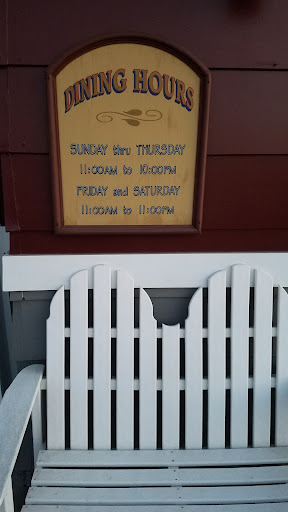 DINING HOURS
SUNDAY thru THURSDAY
11:00AM to 10:00PM
FRIDAY and SATURDAY
11:00AM to 11:00PM